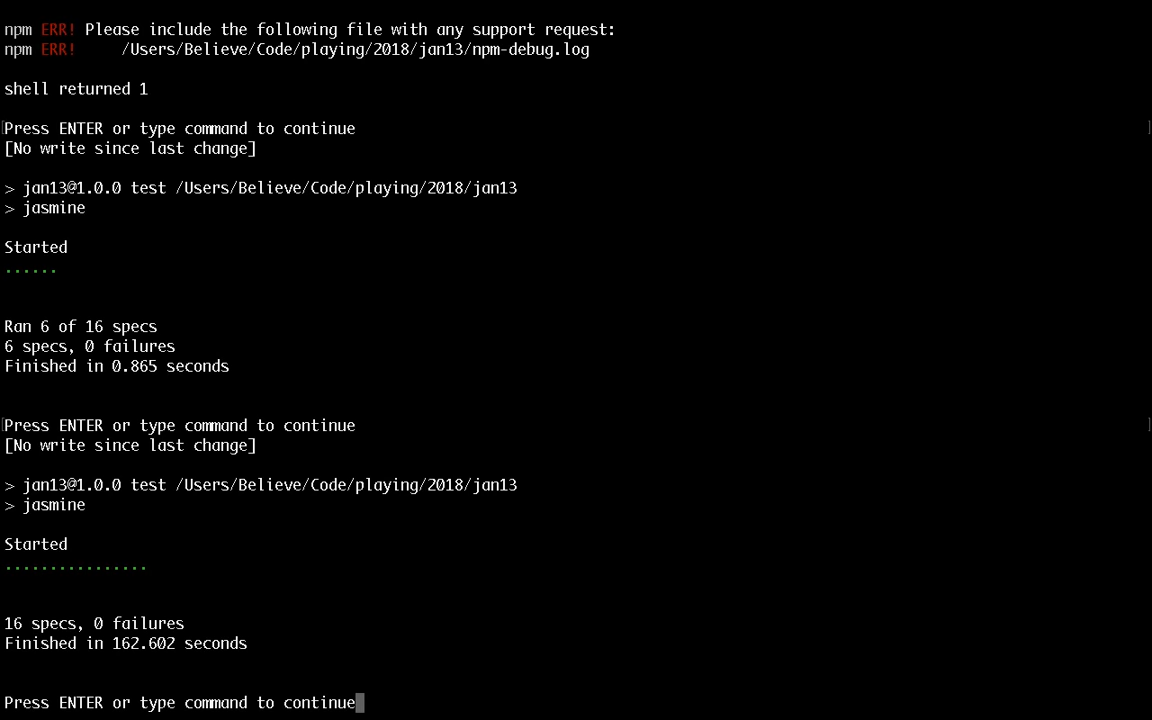 npm ERR! Please include the following file with any support request:
npm ERR!     /Users/Believe/Code/playing/2018/jan13/npm-debug.log
shell returned 1
Press ENTER or type command to continue
[No write since last change]
> jan13@1.0.0 test /Users/Believe/Code/playing/2018/jan13
> jasmine
Started
......
Ran 6 of 16 specs
6 specs, 0 failures
Finished in 0.865 seconds
Press ENTER or type command to continue
[No write since last change]
> jan13@1.0.0 test /Users/Believe/Code/playing/2018/jan13
> jasmine
Started
................
16 specs, 0 failures
Finished in 162.602 seconds
Press ENTER or type command to continue